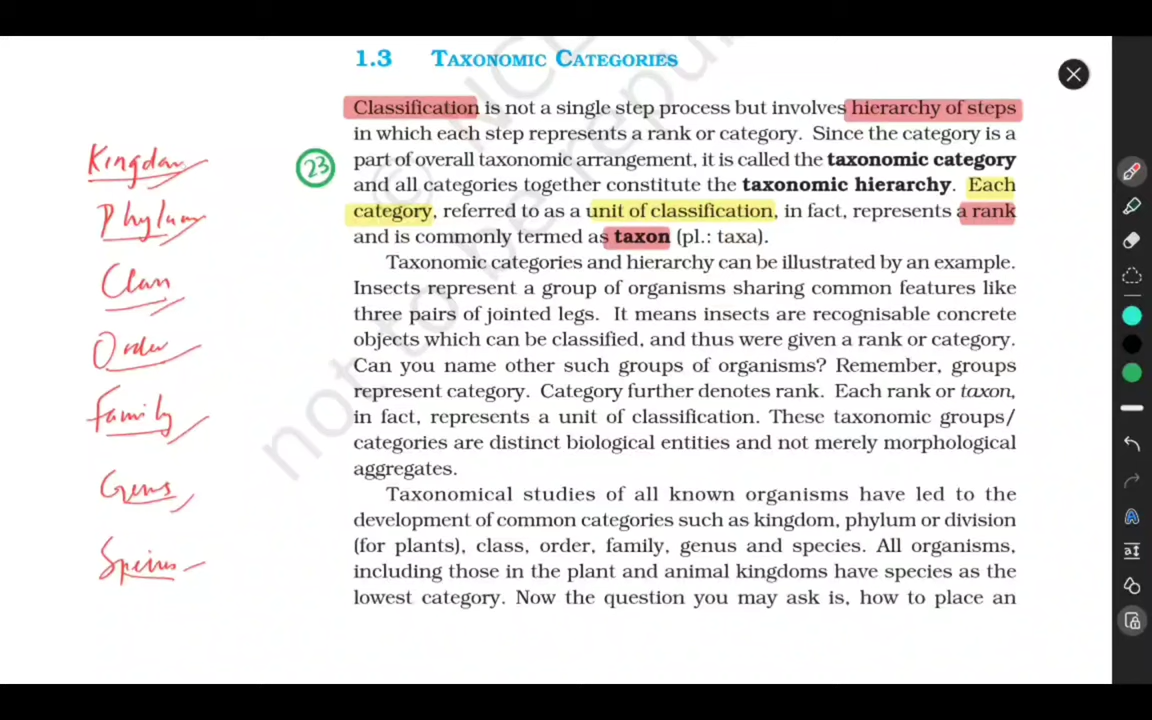 1.3 TAXONOMIC CATEGORIES
Classification is not a single step process but involves hierarchy of steps
in which each step represents a rank or category. Since the category is a
part of overall taxonomic arrangement, it is called the taxonomic category
and all categories together constitute the taxonomic hierarchy. Each
category, referred to as a unit of classification, in fact, represents a rank
and is commonly termed as taxon (pl.: taxa).
Taxonomic categories and hierarchy can be illustrated by an example.
Insects represent a group of organisms sharing common features like
three pairs of jointed legs. It means insects are recognisable concrete
objects which can be classified, and thus were given a rank or category.
Can you name other such groups of organisms? Remember, groups
represent category. Category further denotes rank. Each rank or taxon,
in fact, represents a unit of classification. These taxonomic groups/
categories are distinct biological entities and not merely morphological
aggregates.
Taxonomical studies of all known organisms have led to the
development of common categories such as kingdom, phylum or division
(for plants), class, order, family, genus and species. All organisms,
including those in the plant and animal kingdoms have species as the
lowest category. Now the question you may ask is, how to place an
Kingdom
Phylum
Class
Order
Family
Genus
Species
23
not to be republ
© NCE